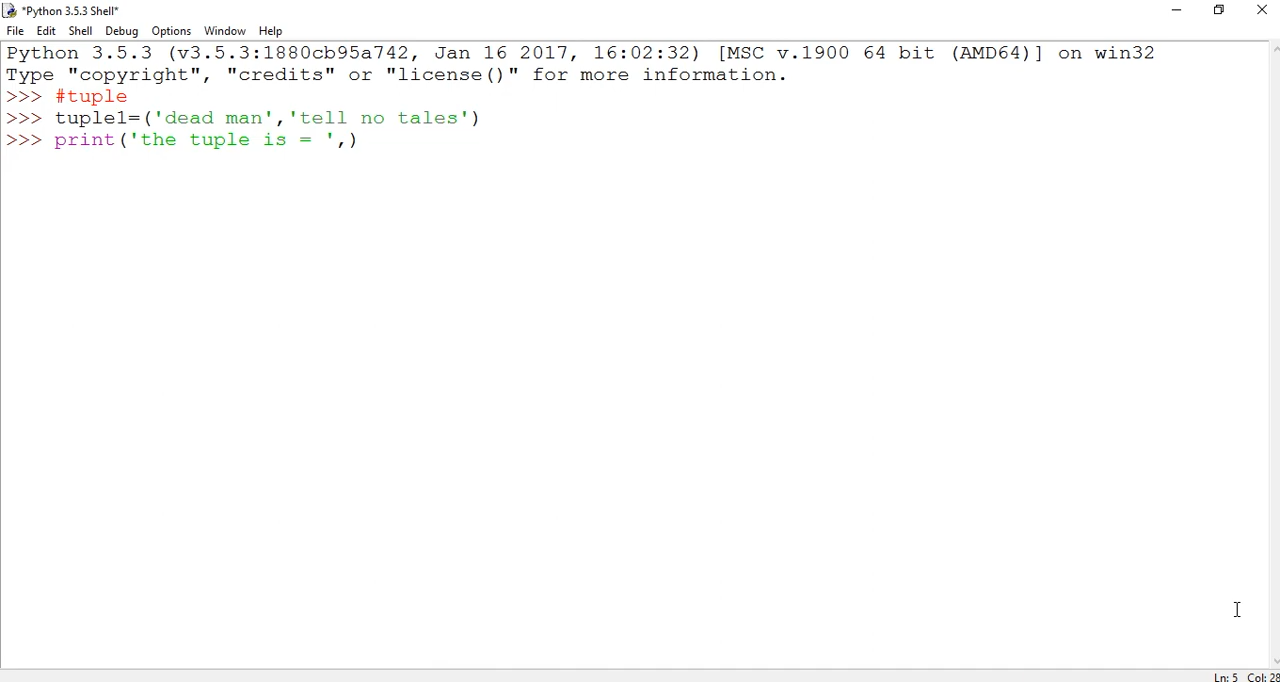 *Python 3.5.3 Shell*
File Edit Shell Debug Options Window Help
Python 3.5.3 (v3.5.3:1880cb95a742, Jan 16 2017, 16:02:32) [MSC v.1900 64 bit (AMD64)] on win32
Type "copyright", "credits" or "license()" for more information.
>>> #tuple
>>> tuple1=('dead man','tell no tales')
>>> print('the tuple is = ',)
Ln: 5 Col: 28